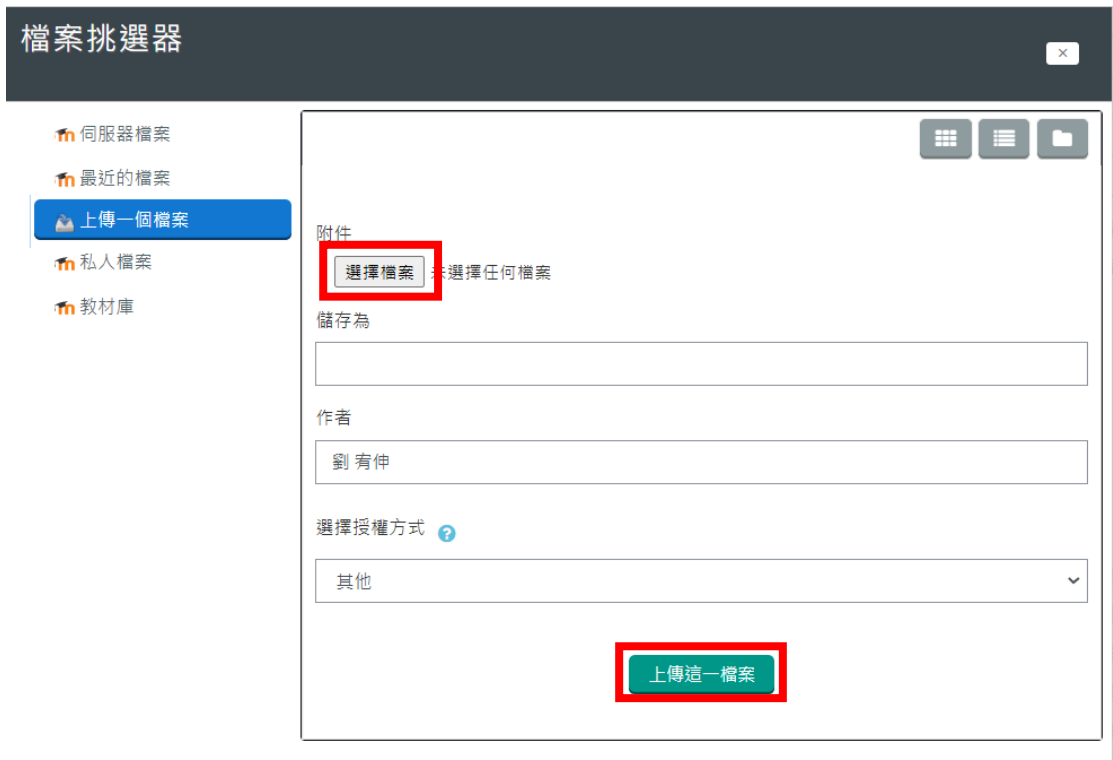 檔案挑選器
伺服器檔案
最近的檔案
上傳一個檔案
私人檔案
教材庫
附件
選擇檔案 未選擇任何檔案
儲存為
作者
劉 宥伸
選擇授權方式
其他
上傳這一檔案